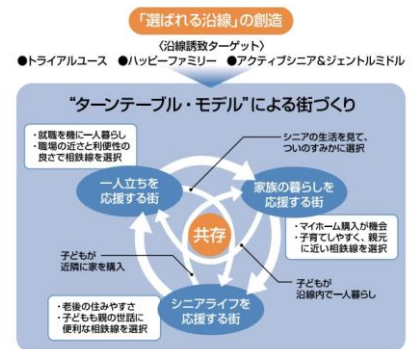 「選ばれる沿線」の創造
〈沿線誘致ターゲット〉
●トライアルユース ●ハッピーファミリー ●アクティブシニア&ジェントルミドル
“ターンテーブル・モデル”による街づくり
・就職を機に一人暮らし
・職場の近さと利便性の
良さで相鉄線を選択
シニアの生活を見て、
ついのすみかに選択
一人立ちを
応援する街
家族の暮らしを
応援する街
共存
・マイホーム購入が機会
・子育てしやすく、親元
に近い相鉄線を選択
子どもが
近隣に家を購入
子どもが
沿線内で一人暮らし
シニアライフを
応援する街
・老後の住みやすさ
・子どもも親の世話に
便利な相鉄線を選択